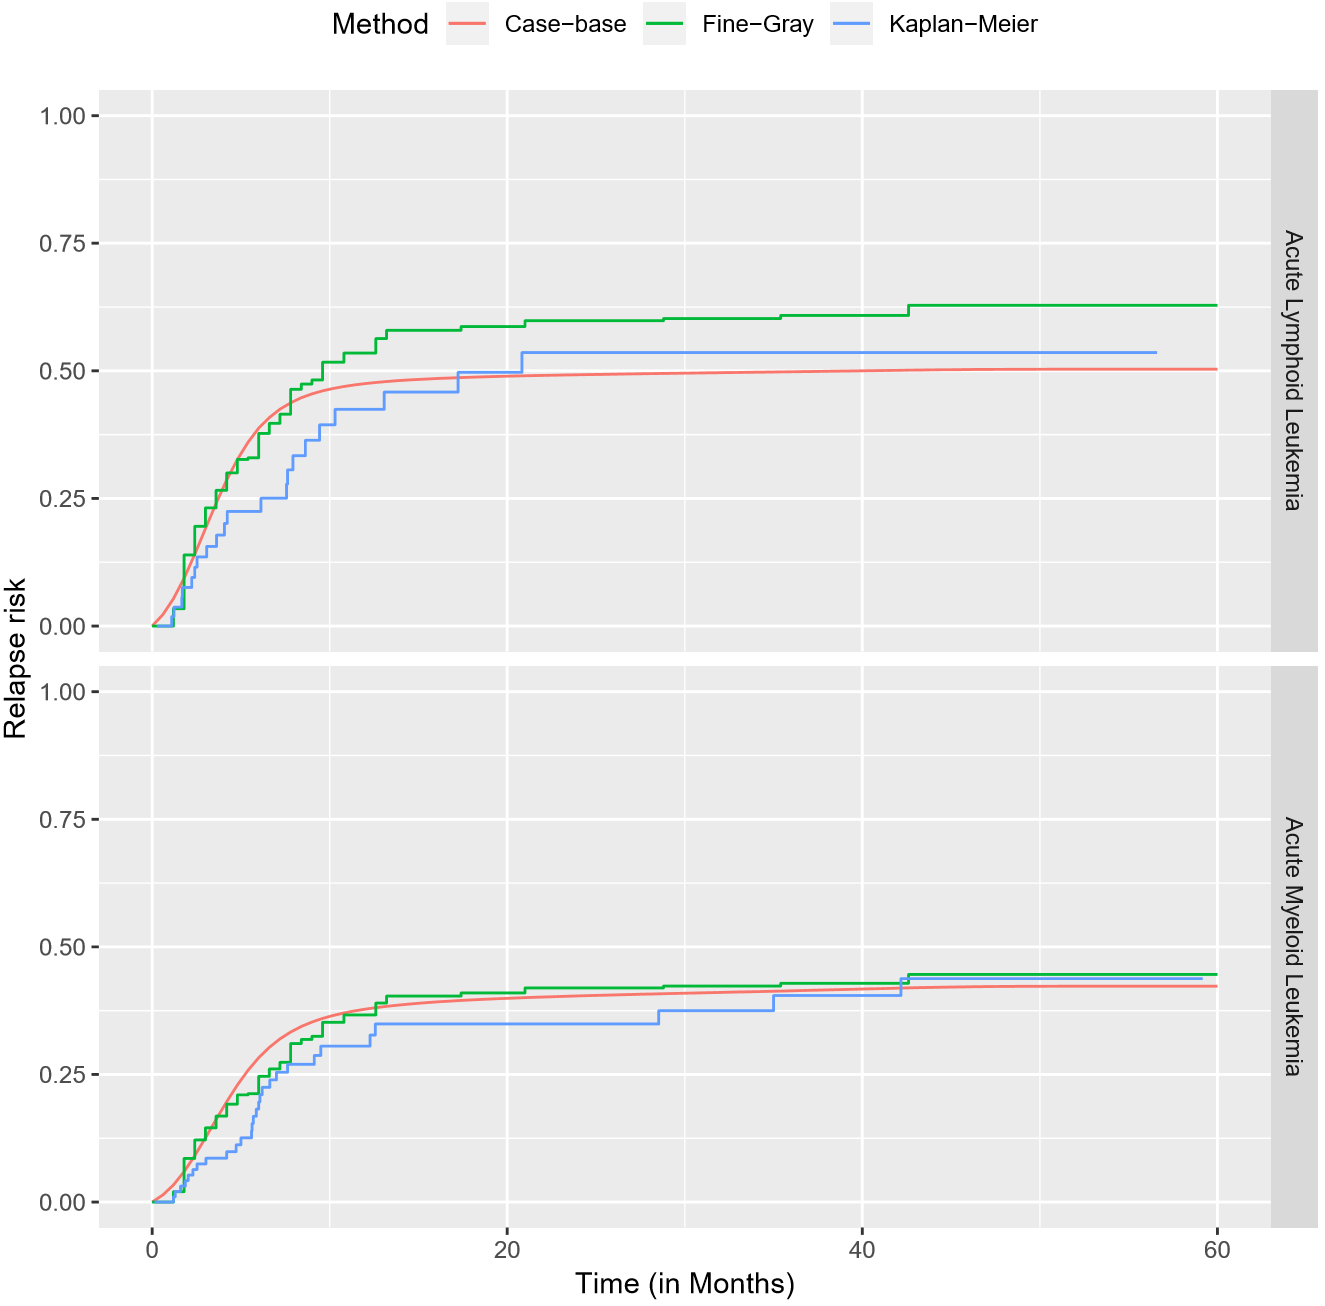 Method Case−base Fine−Gray Kaplan−Meier
Relapse risk
1.00
0.75
0.50
0.25
0.00
Acute Lymphoid Leukemia
1.00
0.75
0.50
0.25
0.00
Acute Myeloid Leukemia
0 20 40 60
Time (in Months)